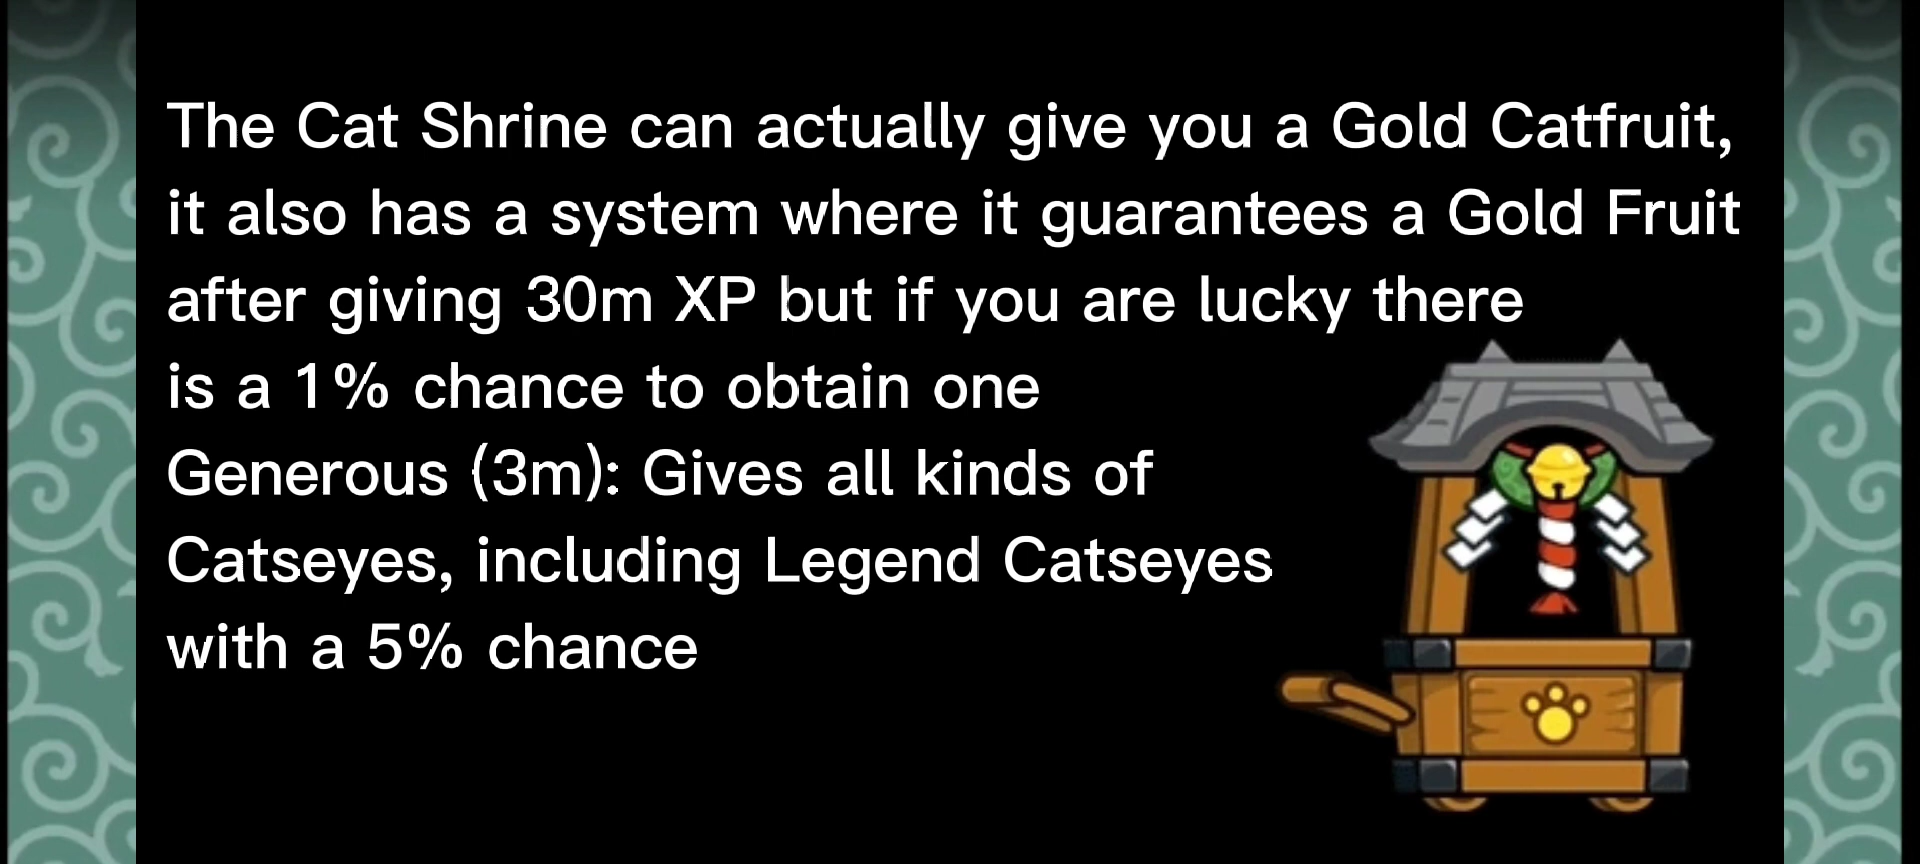 The Cat Shrine can actually give you a Gold Catfruit,
it also has a system where it guarantees a Gold Fruit
after giving 30m XP but if you are lucky there
is a 1% chance to obtain one
Generous (3m): Gives all kinds of
Catseyes, including Legend Catseyes
with a 5% chance